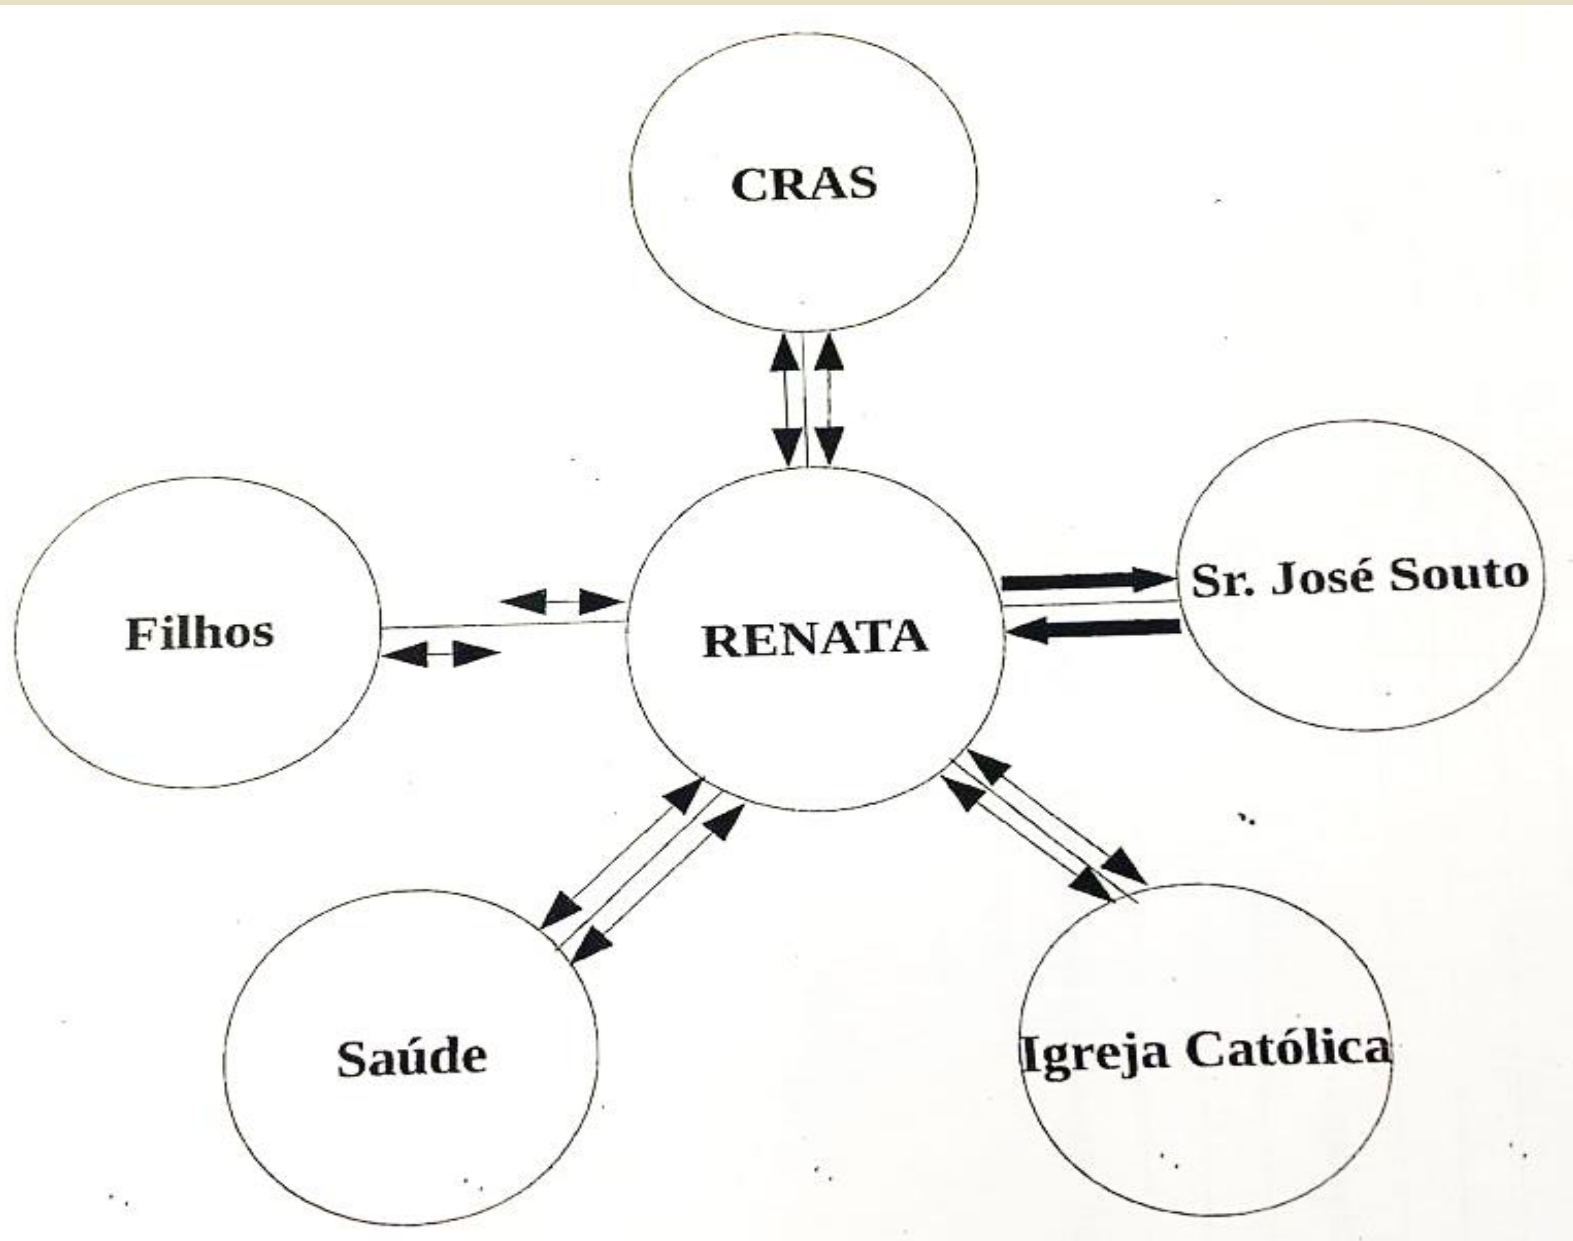 CRAS
Sr. José Souto
Filhos
RENATA
Saúde
Igreja Católica